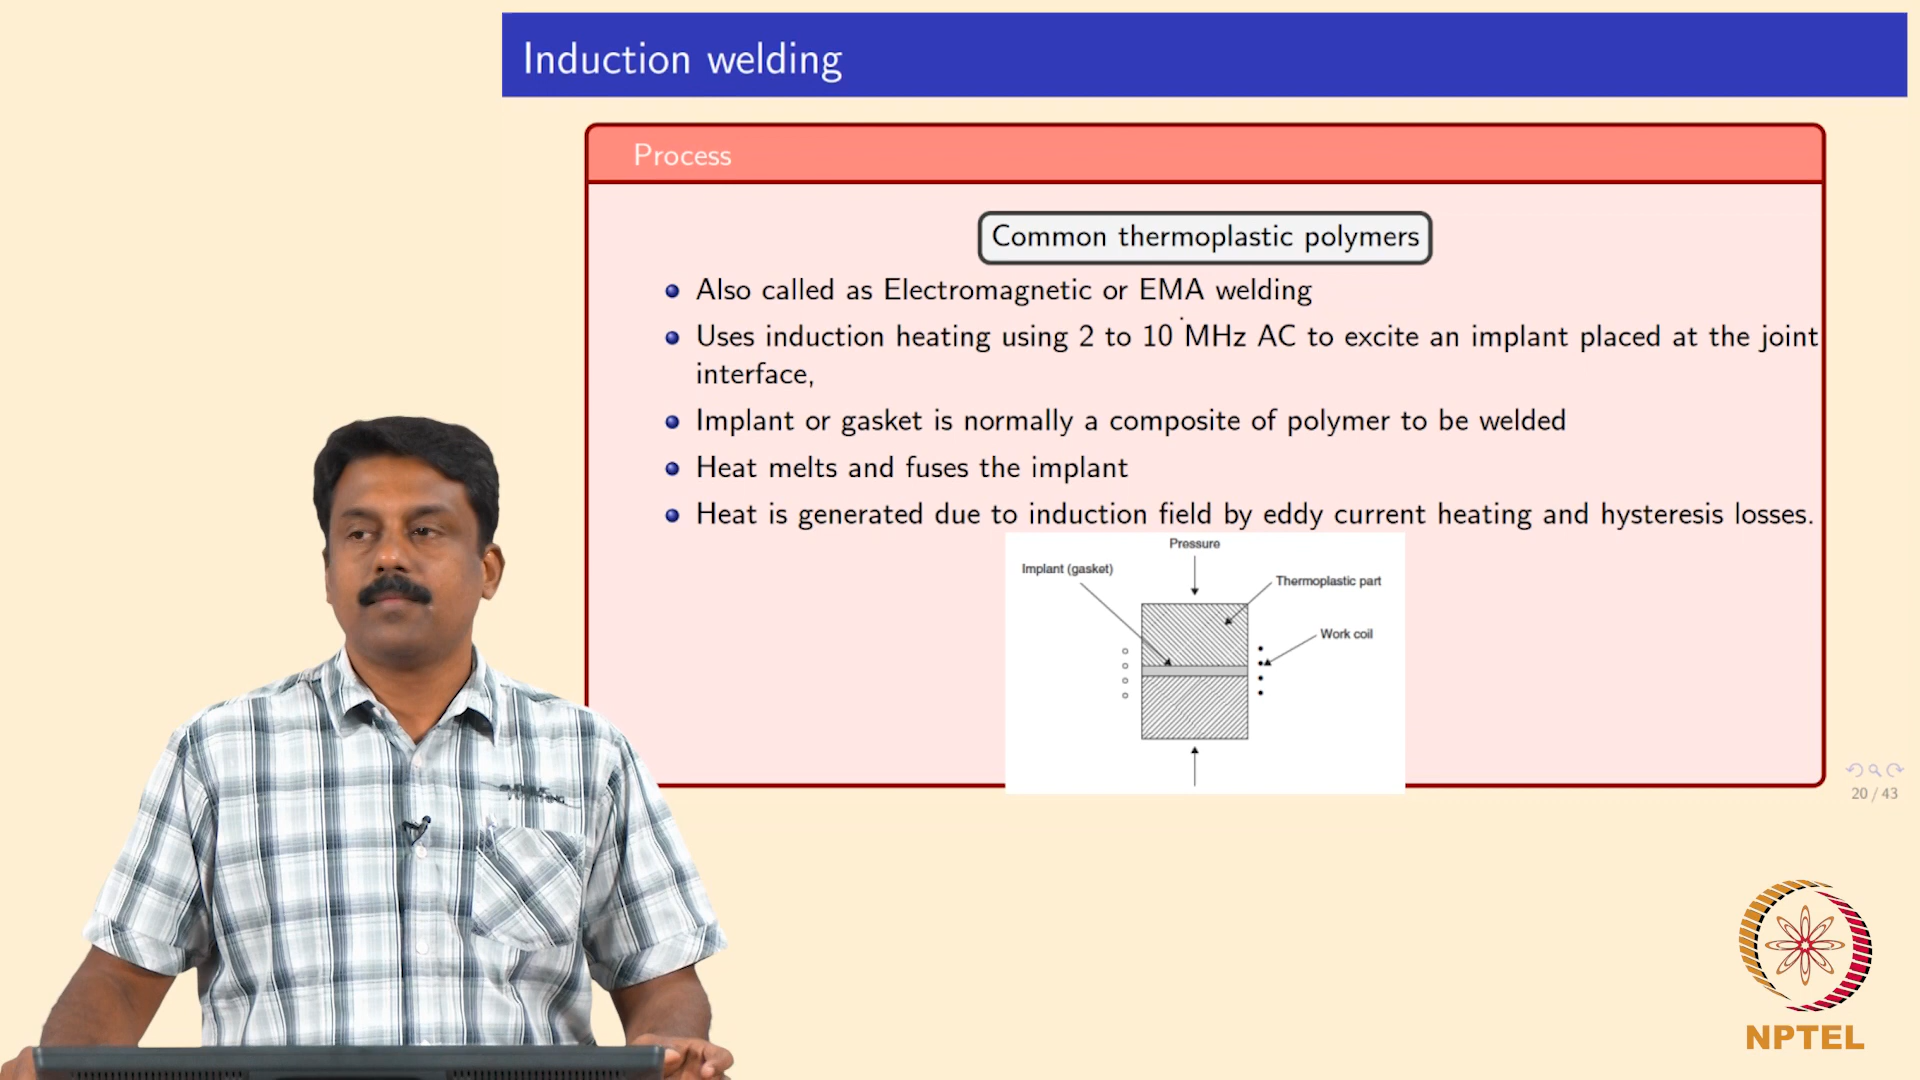 Induction welding
Process
Common thermoplastic polymers
Also called as Electromagnetic or EMA welding
Uses induction heating using 2 to 10 MHz AC to excite an implant placed at the joint
interface,
Implant or gasket is normally a composite of polymer to be welded
Heat melts and fuses the implant
Heat is generated due to induction field by eddy current heating and hysteresis losses.
Pressure
Implant (gasket)
Thermoplastic part
Work coil
20 / 43
NPTEL